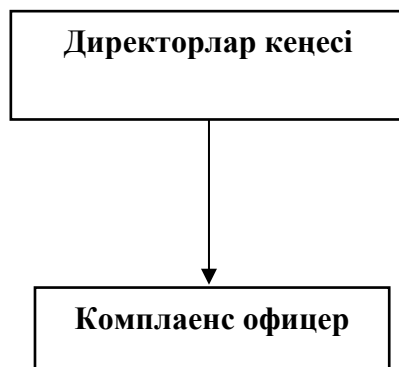 Директорлар кеңесі
Комплаенс офицер